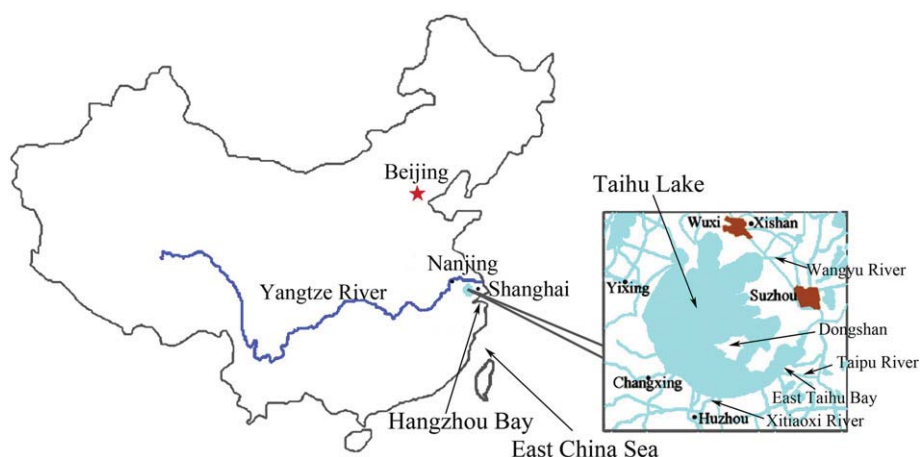 Beijing
Taihu Lake
Wuxi
Xishan
Wangyu River
Nanjing
Yangtze River
Shanghai
Yixing
Suzhou
Dongshan
Taipu River
Changxing
East Taihu Bay
Hangzhou Bay
Huzhou
Xitiaoxi River
East China Sea